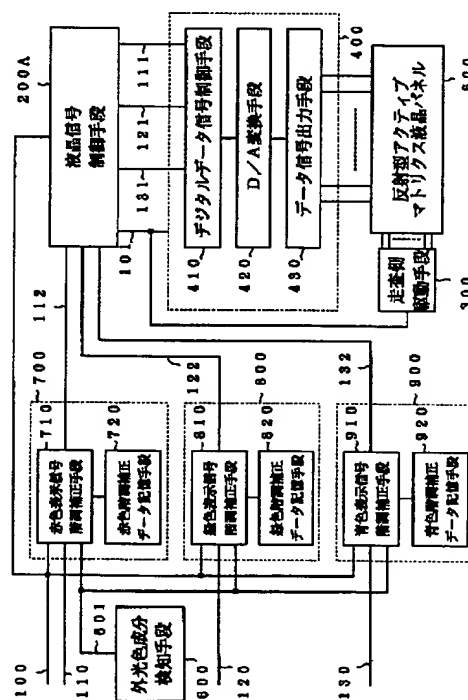 200A
液晶信号
制御手段
111
121
131
101
112
122
132
400
デジタルデータ信号制御手段
410
D/A変換手段
420
データ信号出力手段
430
反射型アクティブ
マトリクス液晶パネル
走査側
駆動手段
300
700
710
赤色表示信号
階調補正手段
720
赤色階調補正
データ記憶手段
800
810
緑色表示信号
階調補正手段
820
緑色階調補正
データ記憶手段
900
910
青色表示信号
階調補正手段
920
青色階調補正
データ記憶手段
100
110
601
外光色成分
検知手段
600
120
130